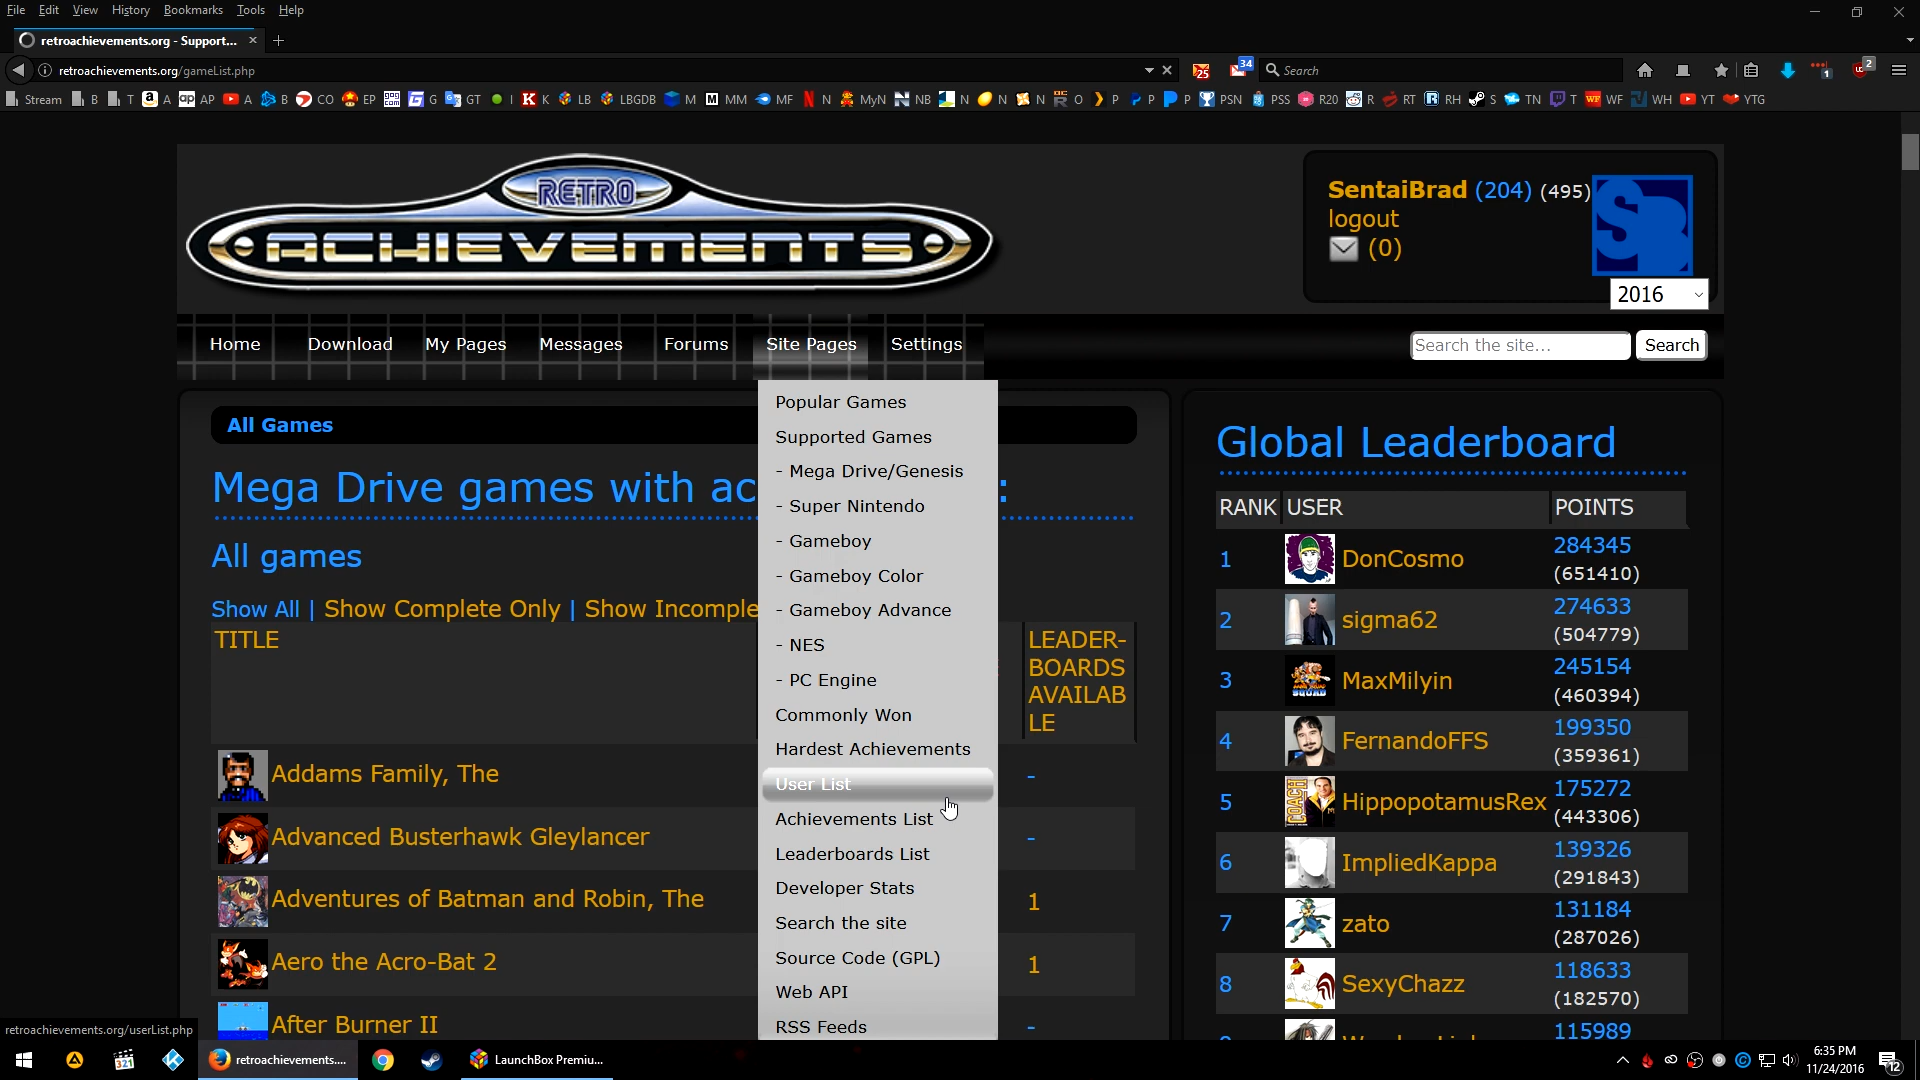 File Edit View History Bookmarks Tools Help
retroachievements.org - Support...
retroachievements.org/gameList.php
25
34
Search
1
2
Stream B T A AP A B CO EP G GT I K LB LBGDB M MM MF N MyN NB N N O P P P PSN PSS R20 R RT RH S TN T WF WH YT YTG
RETRO
ACHIEVEMENTS
SentaiBrad (204) (495)
logout
(0)
2016
Home Download My Pages Messages Forums Site Pages Settings
Search the site...
Search
Popular Games
Supported Games
- Mega Drive/Genesis
- Super Nintendo
- Gameboy
- Gameboy Color
- Gameboy Advance
- NES
- PC Engine
Commonly Won
Hardest Achievements
User List
Achievements List
Leaderboards List
Developer Stats
Search the site
Source Code (GPL)
Web API
RSS Feeds
All Games
Mega Drive games with ac :
All games
Show All | Show Complete Only | Show Incomple
TITLE
LEADER-
BOARDS
AVAILAB
LE
Addams Family, The -
Advanced Busterhawk Gleylancer -
Adventures of Batman and Robin, The 1
Aero the Acro-Bat 2 1
After Burner II -
Global Leaderboard
RANK USER POINTS
1 DonCosmo 284345
(651410)
2 sigma62 274633
(504779)
3 MaxMilyin 245154
(460394)
4 FernandoFFS 199350
(359361)
5 HippopotamusRex 175272
(443306)
6 ImpliedKappa 139326
(291843)
7 zato 131184
(287026)
8 SexyChazz 118633
(182570)
115989
retroachievements.org/userList.php
321
retroachievements....
LaunchBox Premiu...
6:35 PM
11/24/2016
12